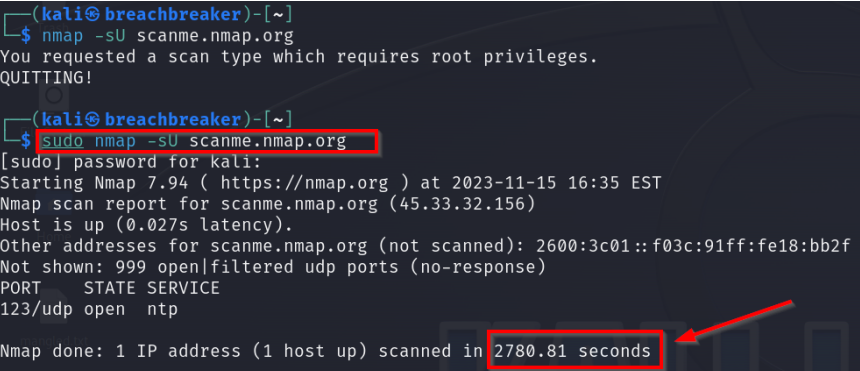 ┌──(kali㉿breachbreaker)-[~]
└─$ nmap -sU scanme.nmap.org
You requested a scan type which requires root privileges.
QUITTING!
┌──(kali㉿breachbreaker)-[~]
└─$ sudo nmap -sU scanme.nmap.org
[sudo] password for kali:
Starting Nmap 7.94 ( https://nmap.org ) at 2023-11-15 16:35 EST
Nmap scan report for scanme.nmap.org (45.33.32.156)
Host is up (0.027s latency).
Other addresses for scanme.nmap.org (not scanned): 2600:3c01::f03c:91ff:fe18:bb2f
Not shown: 999 open|filtered udp ports (no-response)
PORT    STATE SERVICE
123/udp open  ntp
Nmap done: 1 IP address (1 host up) scanned in 2780.81 seconds